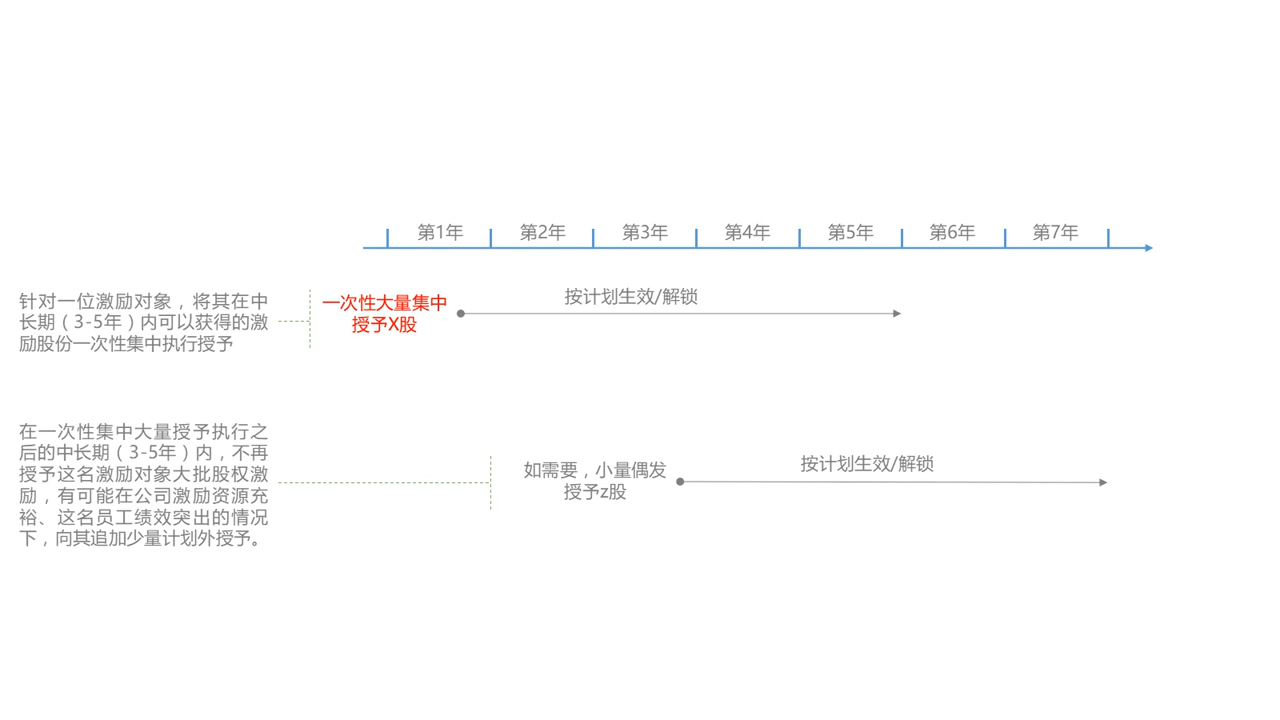 第1年
第2年
第3年
第4年
第5年
第6年
第7年
针对一位激励对象，将其在中
长期（3-5年）内可以获得的激
励股份一次性集中执行授予
一次性大量集中
授予X股
按计划生效/解锁
在一次性集中大量授予执行之
后的中长期（3-5年）内，不再
授予这名激励对象大批股权激
励，有可能在公司激励资源充
裕、这名员工绩效突出的情况
下，向其追加少量计划外授予。
如需要，小量偶发
授予z股
按计划生效/解锁